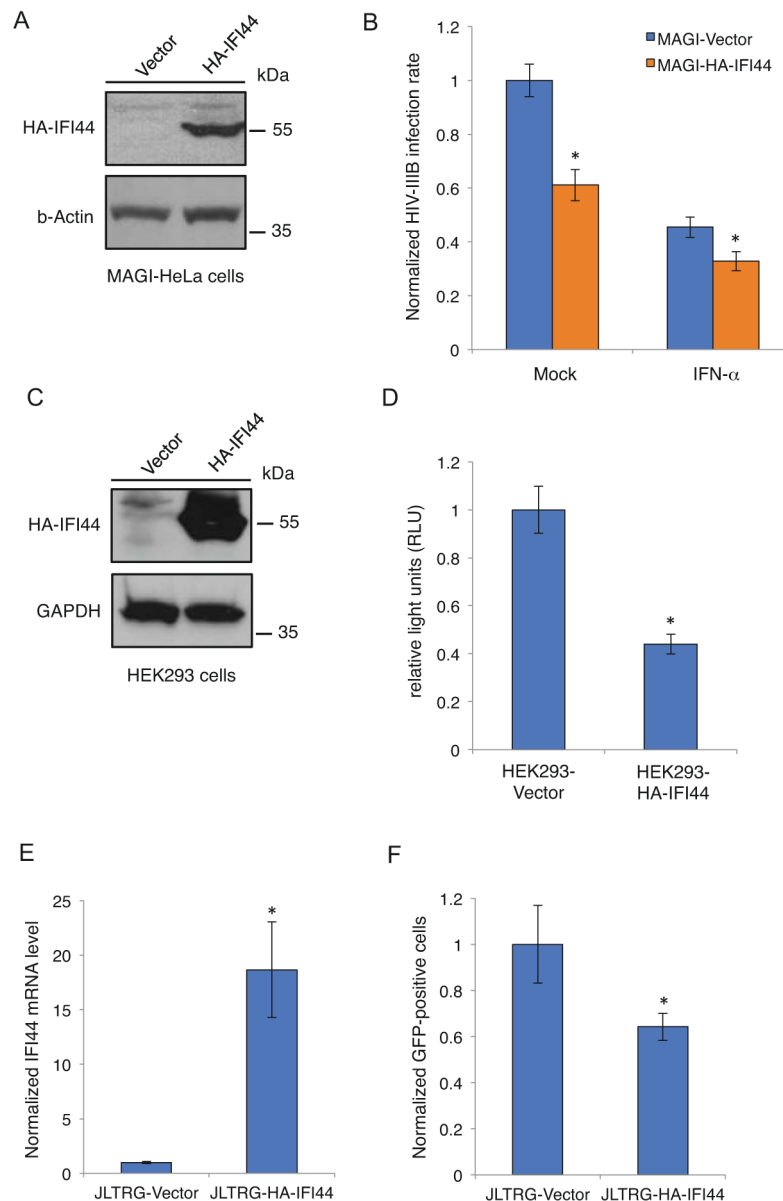 A
Vector
HA-IFI44
kDa
HA-IFI44
55
b-Actin
35
MAGI-HeLa cells
B
MAGI-Vector
MAGI-HA-IFI44
Normalized HIV-IIIB infection rate
1.2
1
0.8
0.6
0.4
0.2
0
*
*
Mock
IFN-α
C
Vector
HA-IFI44
kDa
HA-IFI44
55
GAPDH
35
HEK293 cells
D
relative light units (RLU)
1.2
1
0.8
0.6
0.4
0.2
0
*
HEK293-
Vector
HEK293-
HA-IFI44
E
Normalized IFI44 mRNA level
25
20
15
10
5
0
*
JLTRG-Vector
JLTRG-HA-IFI44
F
Normalized GFP-positive cells
1.2
1
0.8
0.6
0.4
0.2
0
*
JLTRG-Vector
JLTRG-HA-IFI44